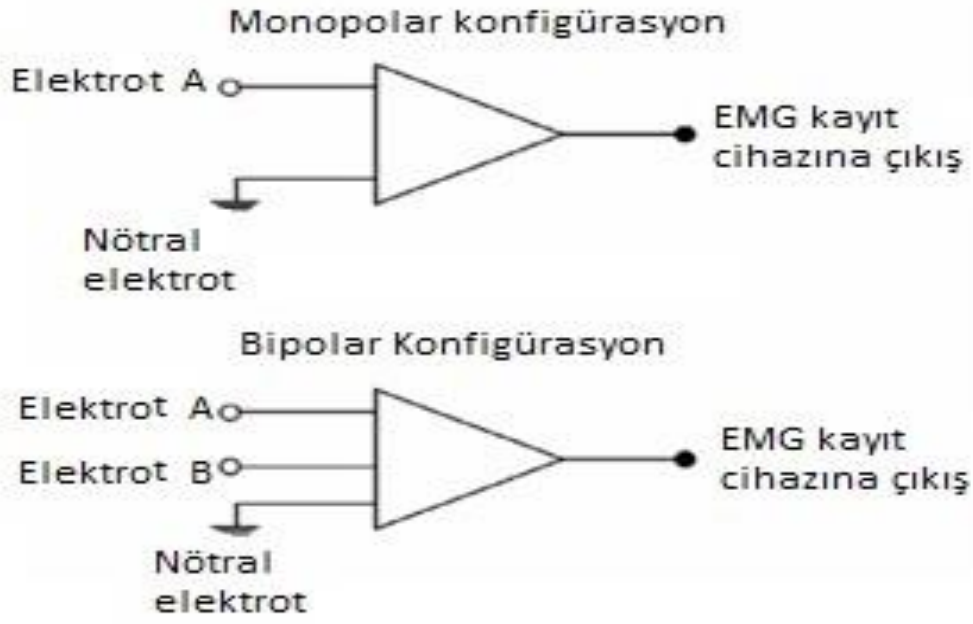 Monopolar konfigürasyon
Elektrot A
EMG kayıt
cihazına çıkış
Nötral
elektrot
Bipolar Konfigürasyon
Elektrot A
Elektrot B
EMG kayıt
cihazına çıkış
Nötral
elektrot